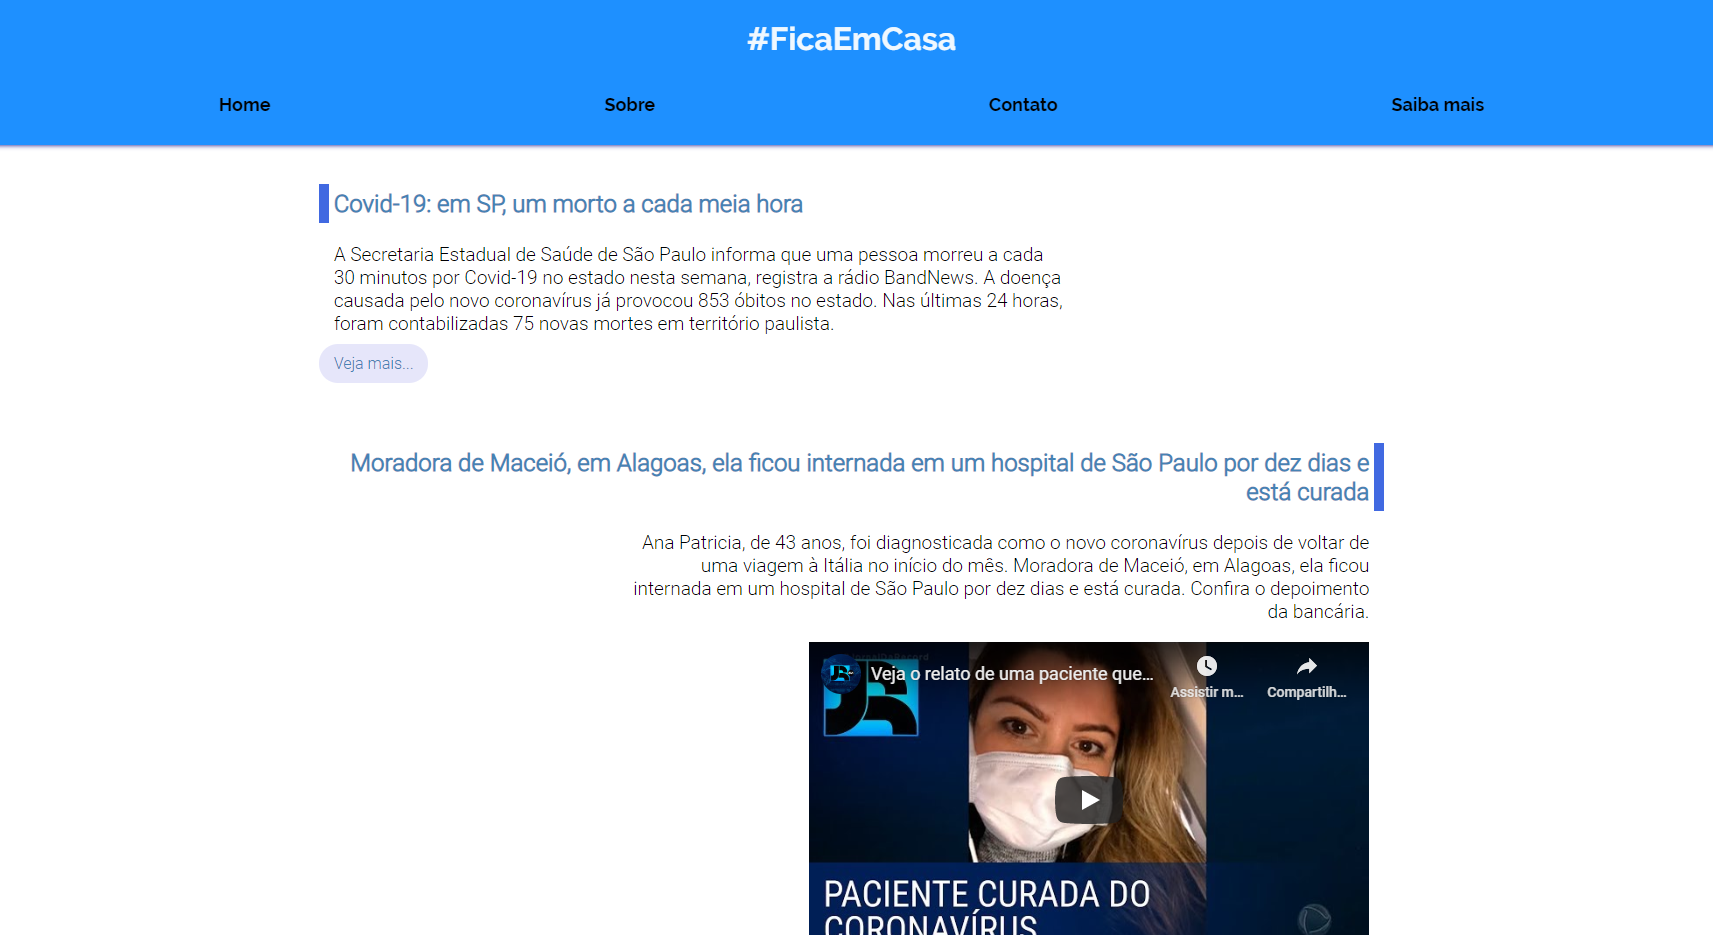 #FicaEmCasa
Home Sobre Contato Saiba mais
Covid-19: em SP, um morto a cada meia hora
A Secretaria Estadual de Saúde de São Paulo informa que uma pessoa morreu a cada
30 minutos por Covid-19 no estado nesta semana, registra a rádio BandNews. A doença
causada pelo novo coronavírus já provocou 853 óbitos no estado. Nas últimas 24 horas,
foram contabilizadas 75 novas mortes em território paulista.
Veja mais...
Moradora de Maceió, em Alagoas, ela ficou internada em um hospital de São Paulo por dez dias e
está curada
Ana Patricia, de 43 anos, foi diagnosticada como o novo coronavírus depois de voltar de
uma viagem à Itália no início do mês. Moradora de Maceió, em Alagoas, ela ficou
internada em um hospital de São Paulo por dez dias e está curada. Confira o depoimento
da bancária.
Veja o relato de uma paciente que...
Assistir m... Compartilh...
PACIENTE CURADA DO
CORONAVÍRUS